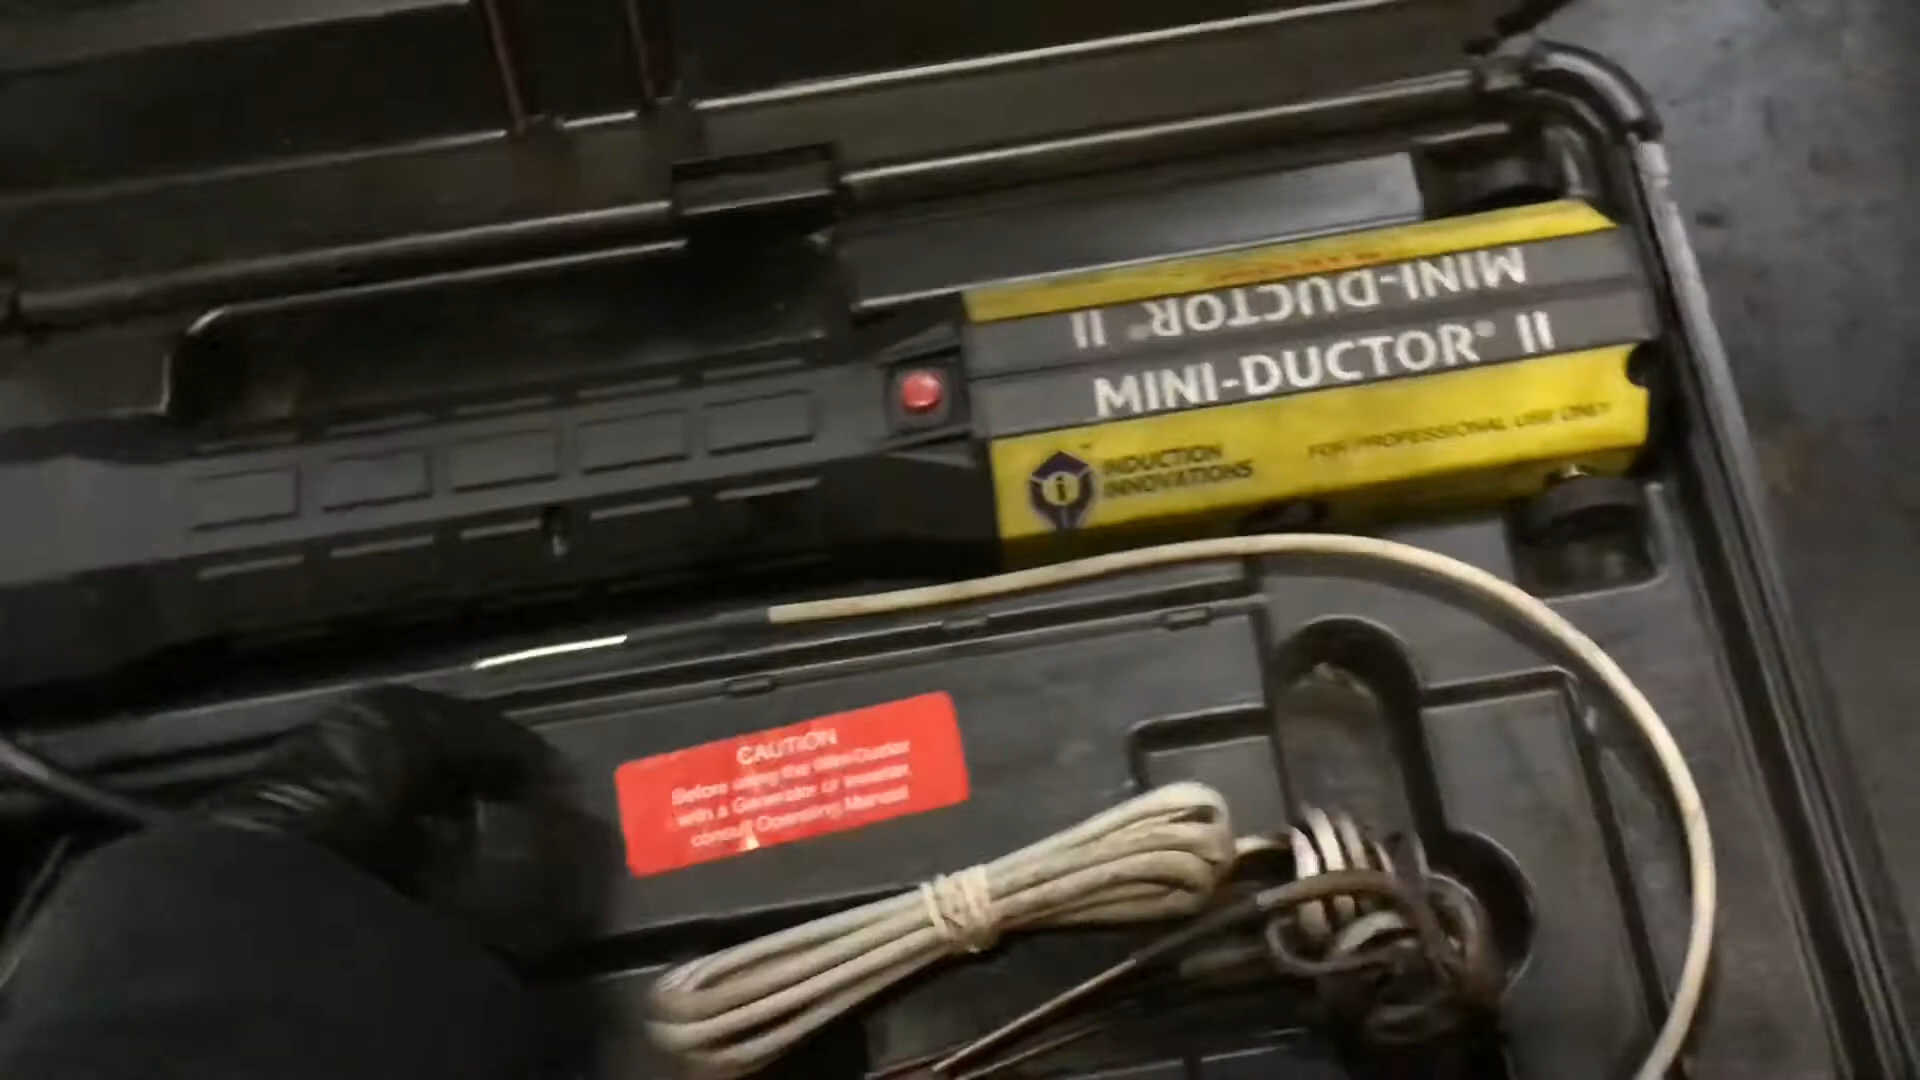 MINI-DUCTOR® II
MINI-DUCTOR® II
INDUCTION
INNOVATIONS
FOR PROFESSIONAL USE ONLY
CAUTION
Before using the Mini-Ductor
with a Generator or Inverter,
consult Operating Manual